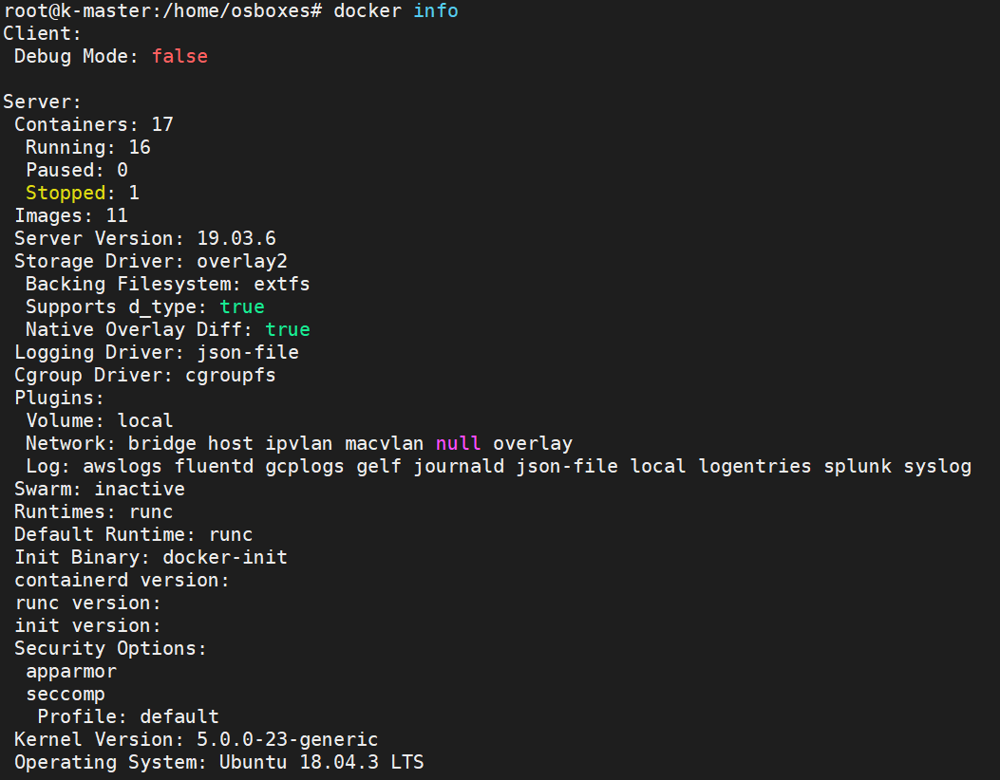 root@k-master:/home/osboxes# docker info
Client:
 Debug Mode: false

Server:
 Containers: 17
  Running: 16
  Paused: 0
  Stopped: 1
 Images: 11
 Server Version: 19.03.6
 Storage Driver: overlay2
  Backing Filesystem: extfs
  Supports d_type: true
  Native Overlay Diff: true
 Logging Driver: json-file
 Cgroup Driver: cgroupfs
 Plugins:
  Volume: local
  Network: bridge host ipvlan macvlan null overlay
  Log: awslogs fluentd gcplogs gelf journald json-file local logentries splunk syslog
 Swarm: inactive
 Runtimes: runc
 Default Runtime: runc
 Init Binary: docker-init
 containerd version:
 runc version:
 init version:
 Security Options:
  apparmor
  seccomp
   Profile: default
 Kernel Version: 5.0.0-23-generic
 Operating System: Ubuntu 18.04.3 LTS